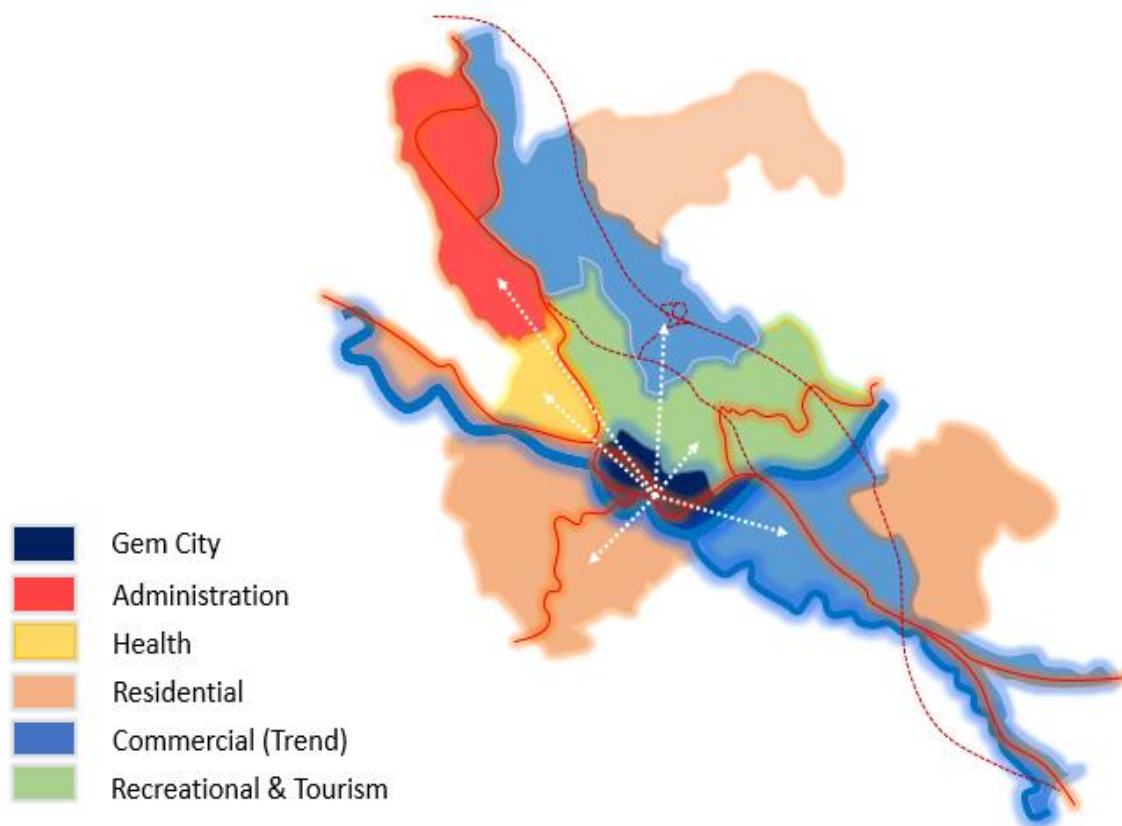 Gem City
Administration
Health
Residential
Commercial (Trend)
Recreational & Tourism